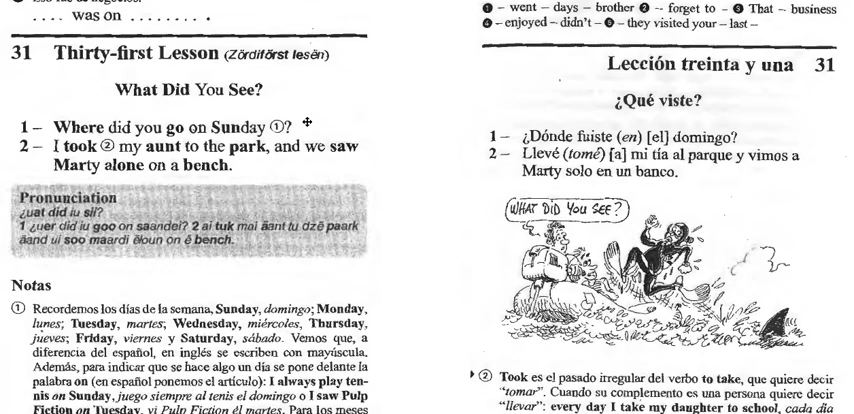 .... was on .........
31 Thirty-first Lesson (Zördifőrst lesën)
What Did You See?
1 – Where did you go on Sunday ①?
2 – I took ② my aunt to the park, and we saw
Marty alone on a bench.
Pronunciation
¿uat did iu sii?
1 ¿uer did iu goo on saandei? 2 ai tuk mai äant tu dzë paark
äand ui soo maardi ëloun on ë bench.
Notas
① Recordemos los días de la semana, Sunday, domingo; Monday,
lunes; Tuesday, martes; Wednesday, miércoles, Thursday,
jueves; Friday, viernes y Saturday, sábado. Vemos que, a
diferencia del español, en inglés se escriben con mayúscula.
Además, para indicar que se hace algo un día se pone delante la
palabra on (en español ponemos el artículo): I always play ten-
nis on Sunday, juego siempre al tenis el domingo o I saw Pulp
Fiction on Tuesday, vi Pulp Fiction el martes. Para los meses
❶ – went – days – brother ❷ – forget to – ❸ That – business
❹ – enjoyed – didn't – ❺ – they visited your – last –
Lección treinta y una 31
¿Qué viste?
1 – ¿Dónde fuiste (en) [el] domingo?
2 – Llevé (tomé) [a] mi tía al parque y vimos a
Marty solo en un banco.
WHAT DID YOU SEE?
② Took es el pasado irregular del verbo to take, que quiere decir
"tomar". Cuando su complemento es una persona quiere decir
"llevar": every day I take my daughter to school, cada día